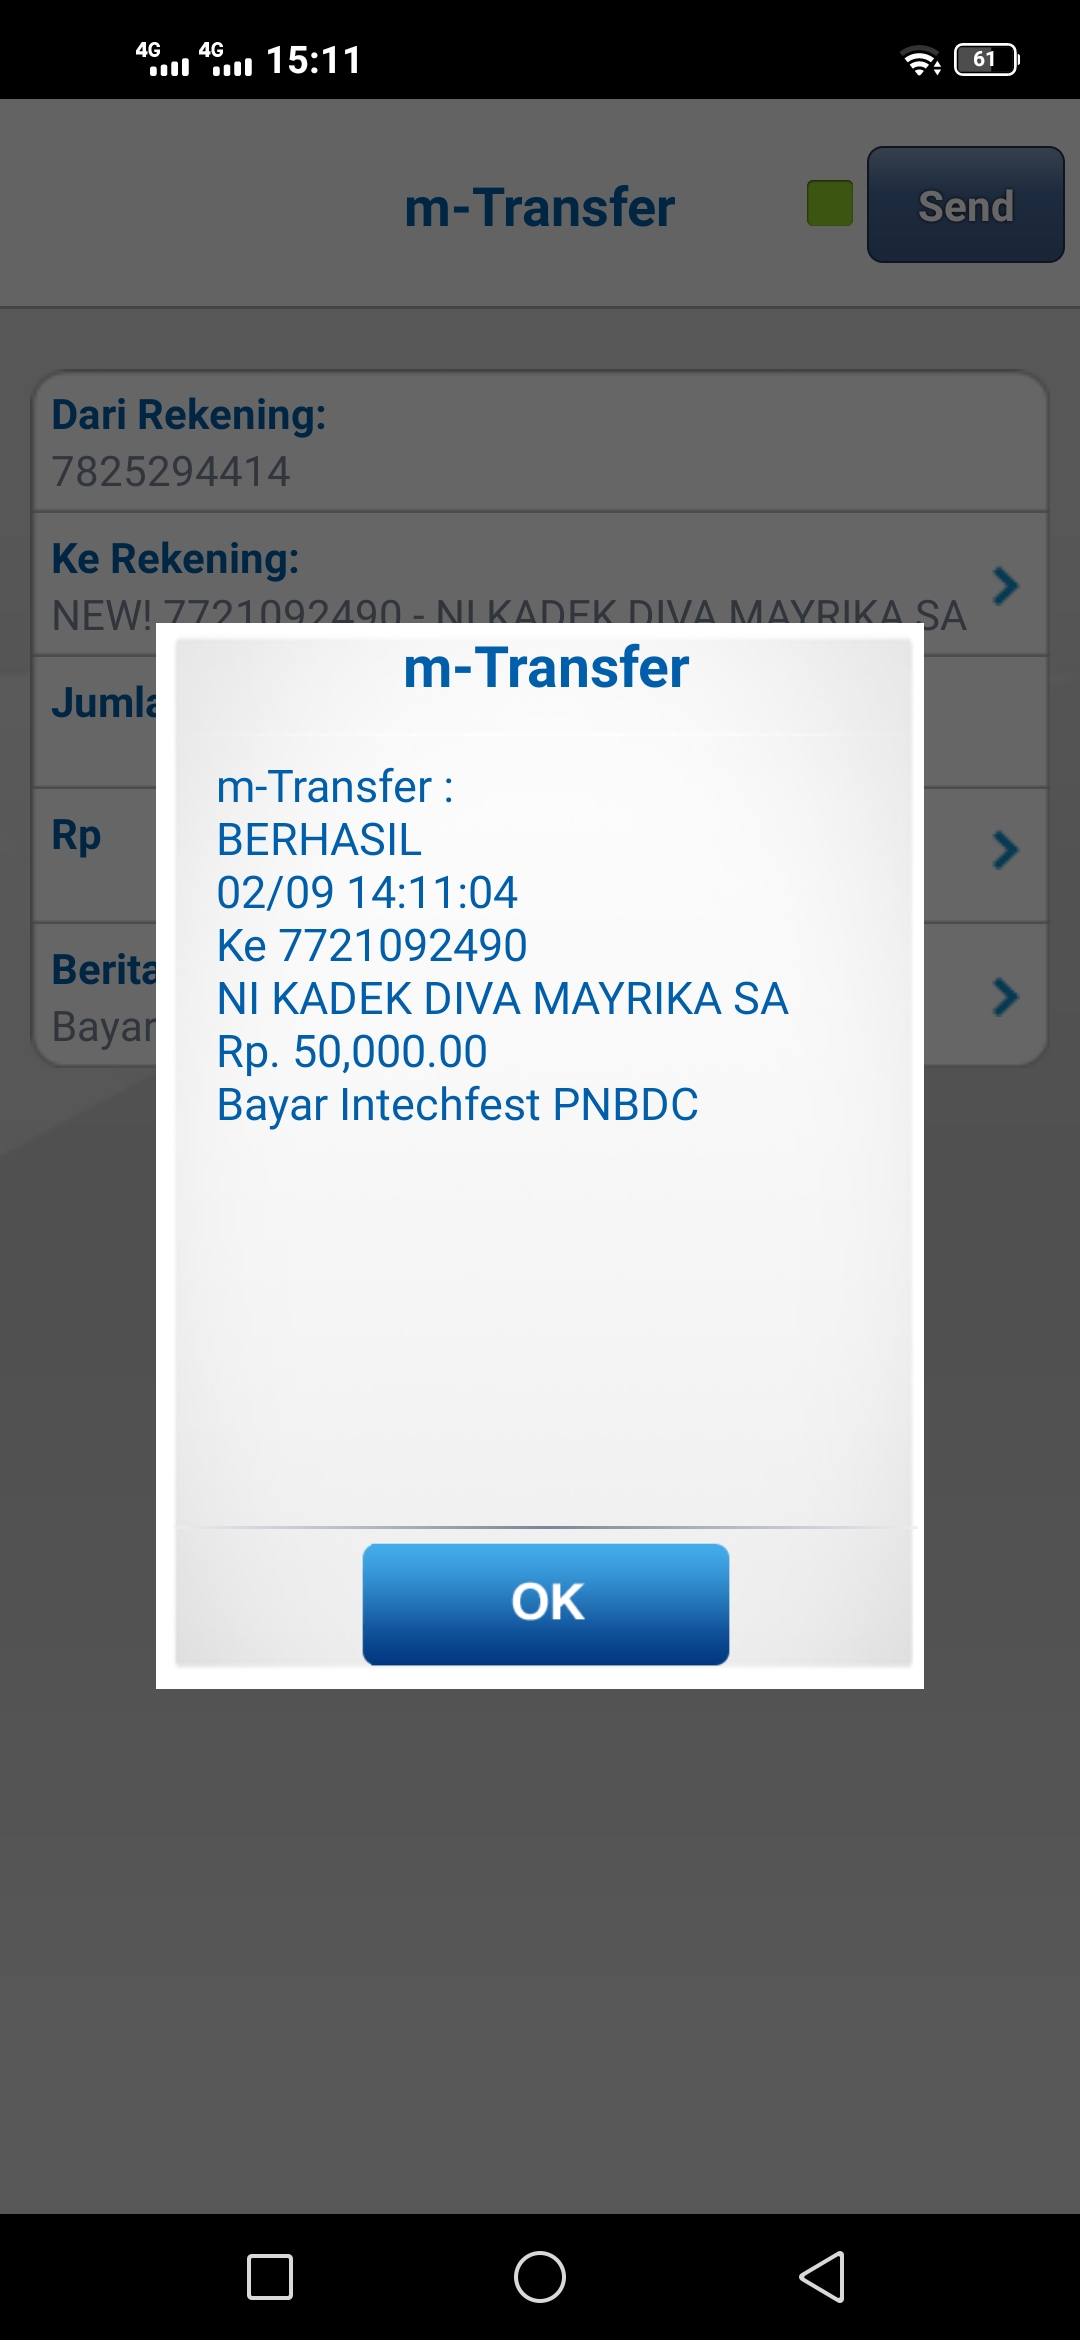 4G 4G 15:11 61
m-Transfer
Send
Dari Rekening:
7825294414
Ke Rekening:
NEW! 7721092490 - NI KADEK DIVA MAYRIKA SA
Jumla
Rp
Berita
Bayar
m-Transfer
m-Transfer :
BERHASIL
02/09 14:11:04
Ke 7721092490
NI KADEK DIVA MAYRIKA SA
Rp. 50,000.00
Bayar Intechfest PNBDC
OK